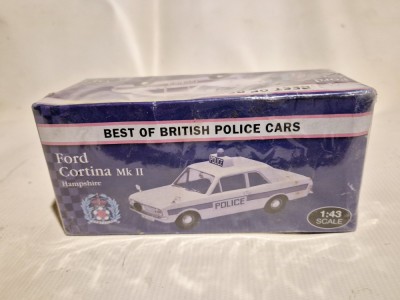 BEST OF BRITISH POLICE CARS
Ford
Cortina Mk II
Hampshire
POLICE
1:43
SCALE